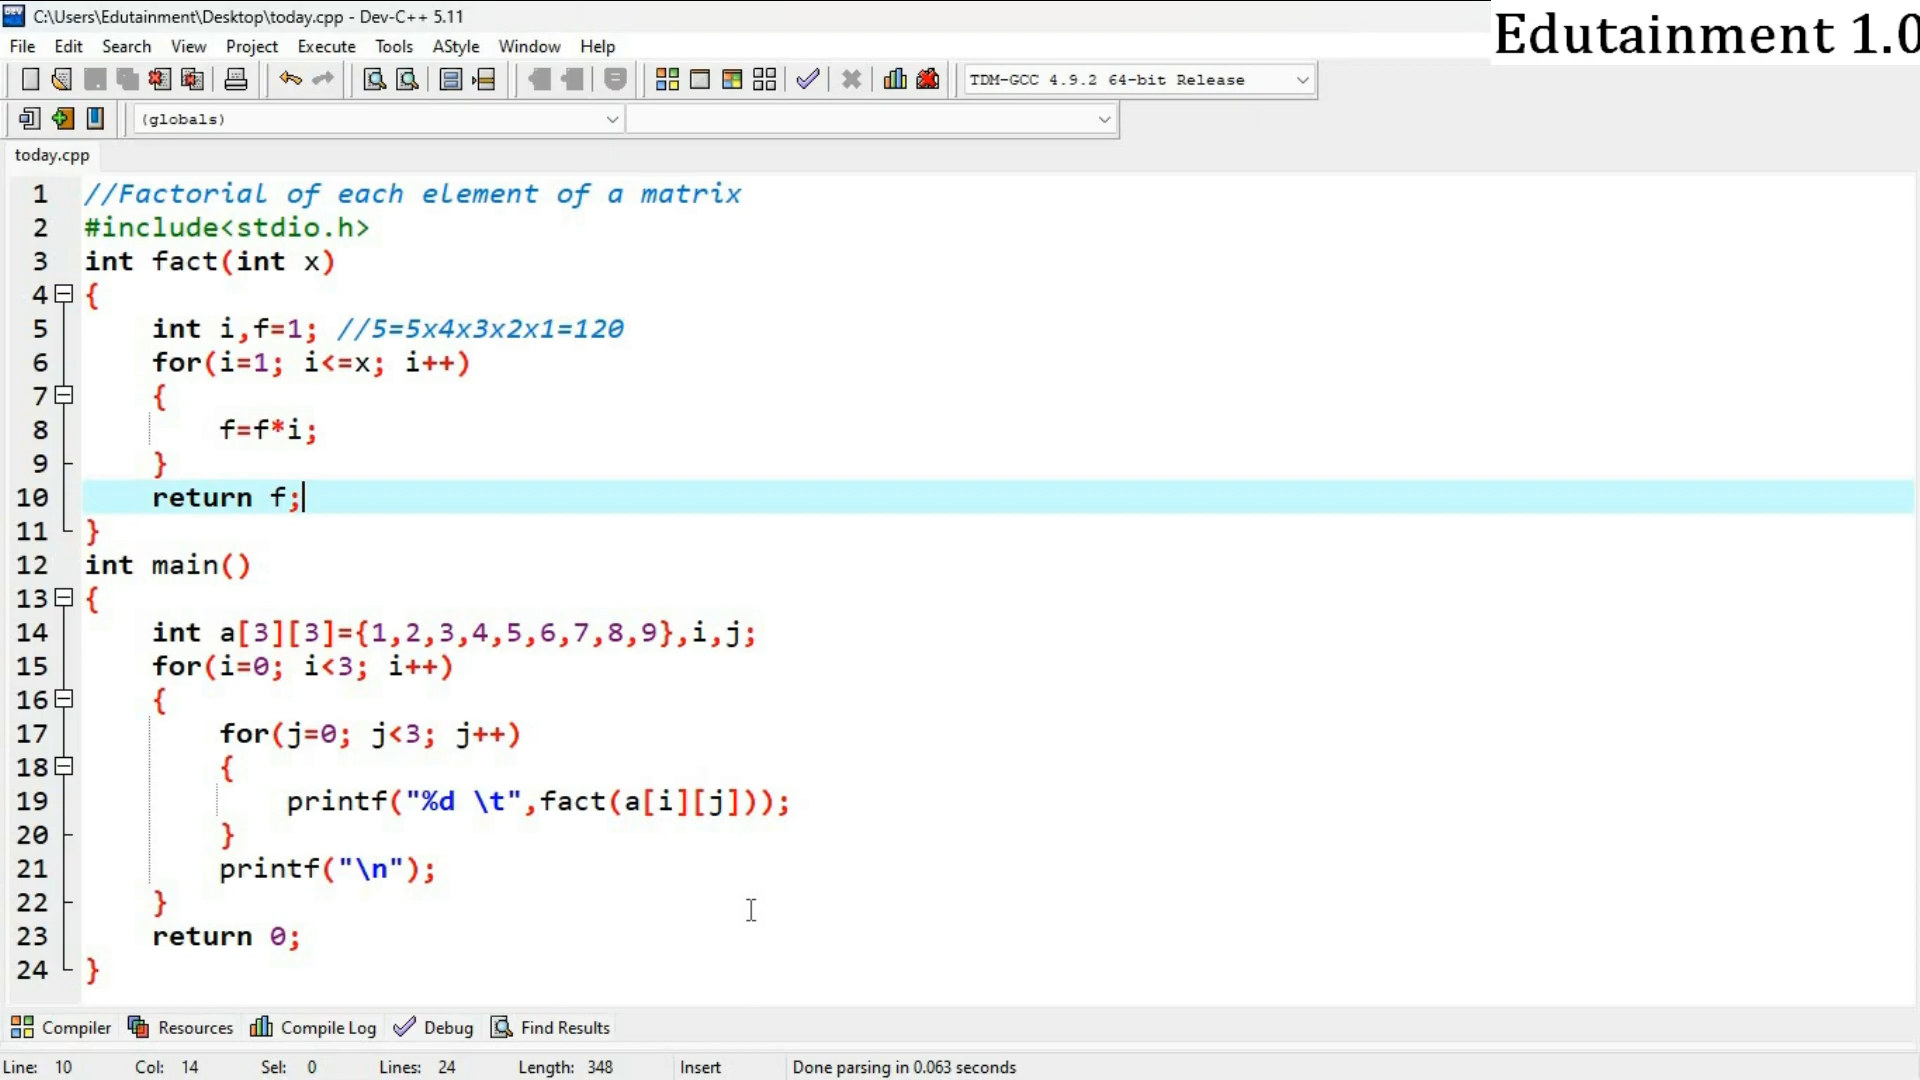 C:\Users\Edutainment\Desktop\today.cpp - Dev-C++ 5.11
Edutainment 1.0
File Edit Search View Project Execute Tools AStyle Window Help
TDM-GCC 4.9.2 64-bit Release
(globals)
today.cpp
1 //Factorial of each element of a matrix
2 #include<stdio.h>
3 int fact(int x)
4 {
5 int i,f=1; //5=5x4x3x2x1=120
6 for(i=1; i<=x; i++)
7 {
8 f=f*i;
9 }
10 return f;
11 }
12 int main()
13 {
14 int a[3][3]={1,2,3,4,5,6,7,8,9},i,j;
15 for(i=0; i<3; i++)
16 {
17 for(j=0; j<3; j++)
18 {
19 printf("%d \t",fact(a[i][j]));
20 }
21 printf("\n");
22 }
23 return 0;
24 }
Compiler Resources Compile Log Debug Find Results
Line: 10 Col: 14 Sel: 0 Lines: 24 Length: 348 Insert Done parsing in 0.063 seconds